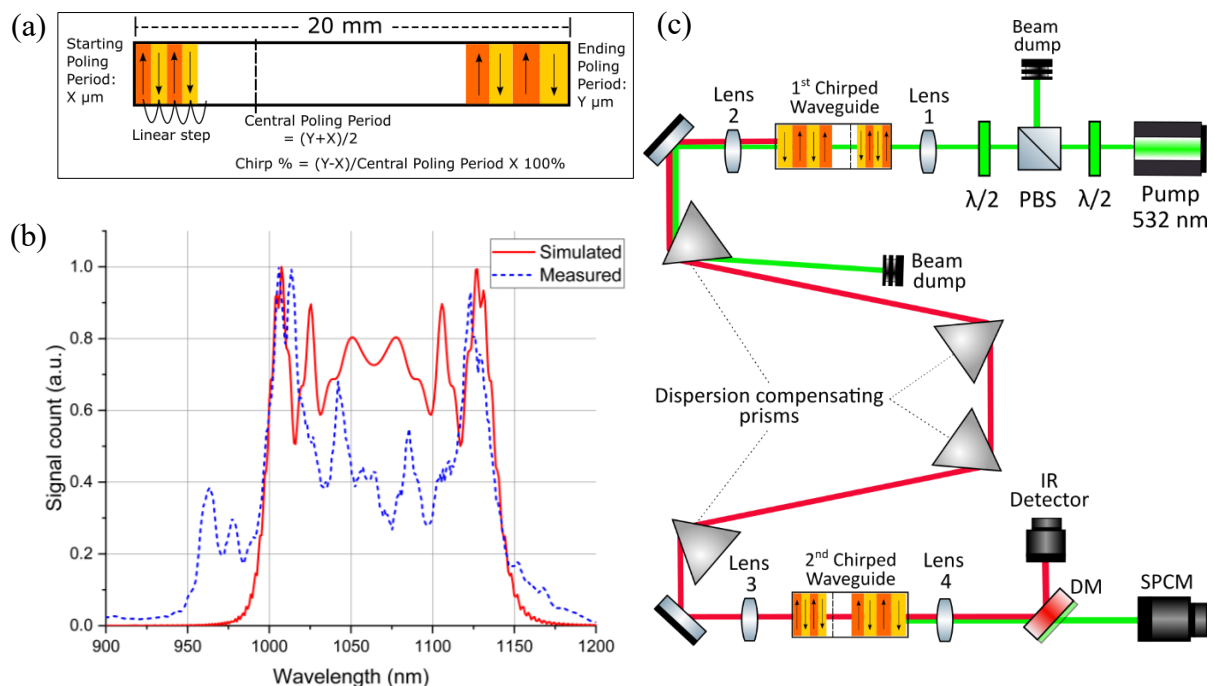 (a)
20 mm
Starting
Poling
Period:
X μm
Ending
Poling
Period:
Y μm
Linear step
Central Poling Period
= (Y+X)/2
Chirp % = (Y-X)/Central Poling Period X 100%
(b)
Simulated
Measured
1.0
0.8
0.6
0.4
0.2
0.0
Signal count (a.u.)
900
950
1000
1050
1100
1150
1200
Wavelength (nm)
(c)
Beam
dump
Lens
2
1st Chirped
Waveguide
Lens
1
λ/2
PBS
λ/2
Pump
532 nm
Beam
dump
Dispersion compensating
prisms
IR
Detector
Lens
3
2nd Chirped
Waveguide
Lens
4
DM
SPCM